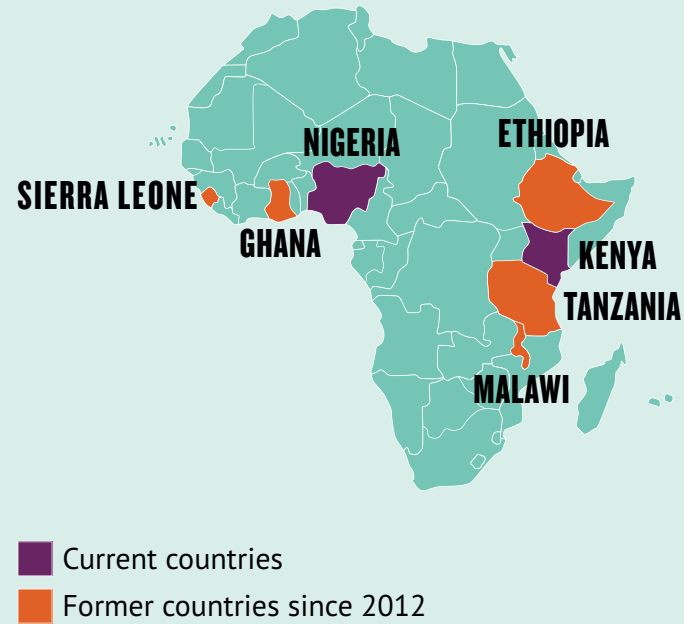 NIGERIA
ETHIOPIA
SIERRA LEONE
GHANA
KENYA
TANZANIA
MALAWI
Current countries
Former countries since 2012